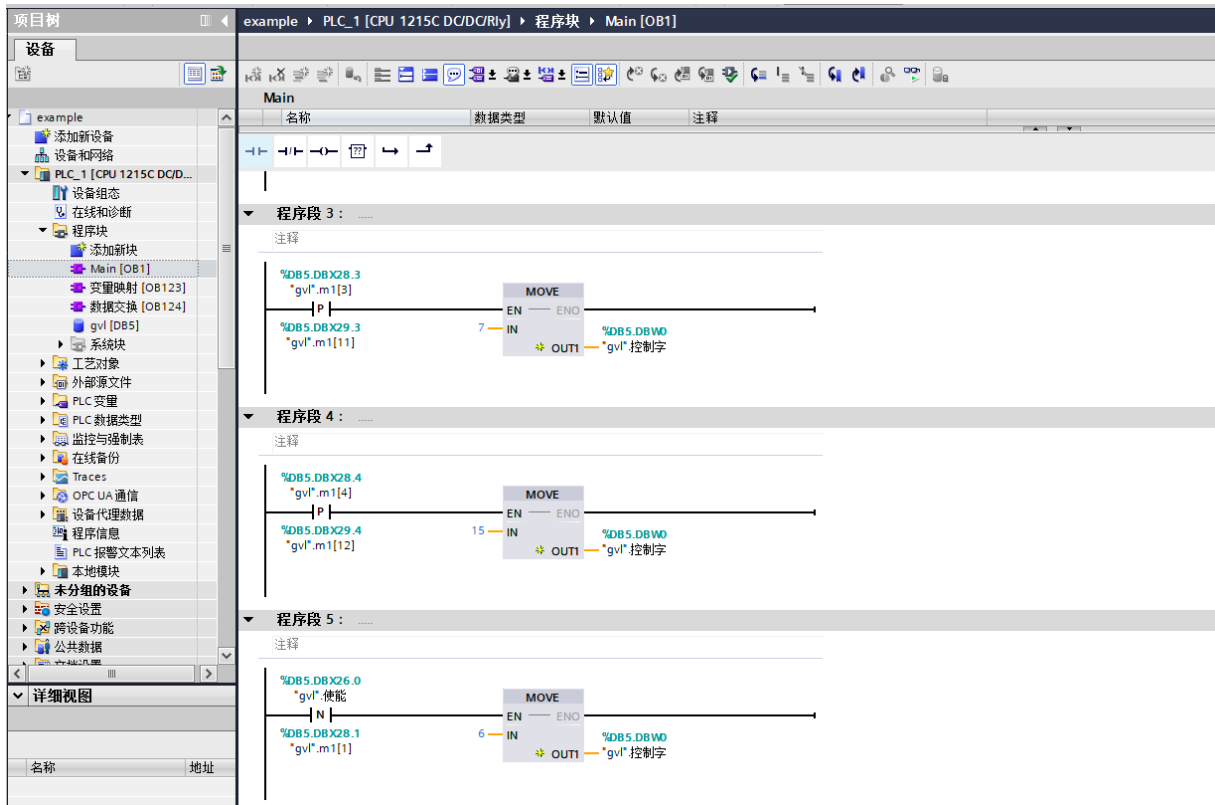 项目树
设备
example
添加新设备
设备和网络
PLC_1 [CPU 1215C DC/D...
设备组态
在线和诊断
程序块
添加新块
Main [OB1]
变量映射 [OB123]
数据交换 [OB124]
gvl [DB5]
系统块
工艺对象
外部源文件
PLC 变量
PLC 数据类型
监控与强制表
在线备份
Traces
OPC UA 通信
设备代理数据
程序信息
PLC 报警文本列表
本地模块
未分组的设备
安全设置
跨设备功能
公共数据
详细视图
名称 地址
example ▸ PLC_1 [CPU 1215C DC/DC/Rly] ▸ 程序块 ▸ Main [OB1]
Main
名称 数据类型 默认值 注释
??
程序段 3： ......
注释
%DB5.DBX28.3
"gvl".m1[3]
MOVE
P
EN ENO
%DB5.DBX29.3
"gvl".m1[11]
7 IN
%DB5.DBW0
OUT1 "gvl".控制字
程序段 4： ......
注释
%DB5.DBX28.4
"gvl".m1[4]
MOVE
P
EN ENO
%DB5.DBX29.4
"gvl".m1[12]
15 IN
%DB5.DBW0
OUT1 "gvl".控制字
程序段 5： ......
注释
%DB5.DBX26.0
"gvl".使能
MOVE
N
EN ENO
%DB5.DBX28.1
"gvl".m1[1]
6 IN
%DB5.DBW0
OUT1 "gvl".控制字